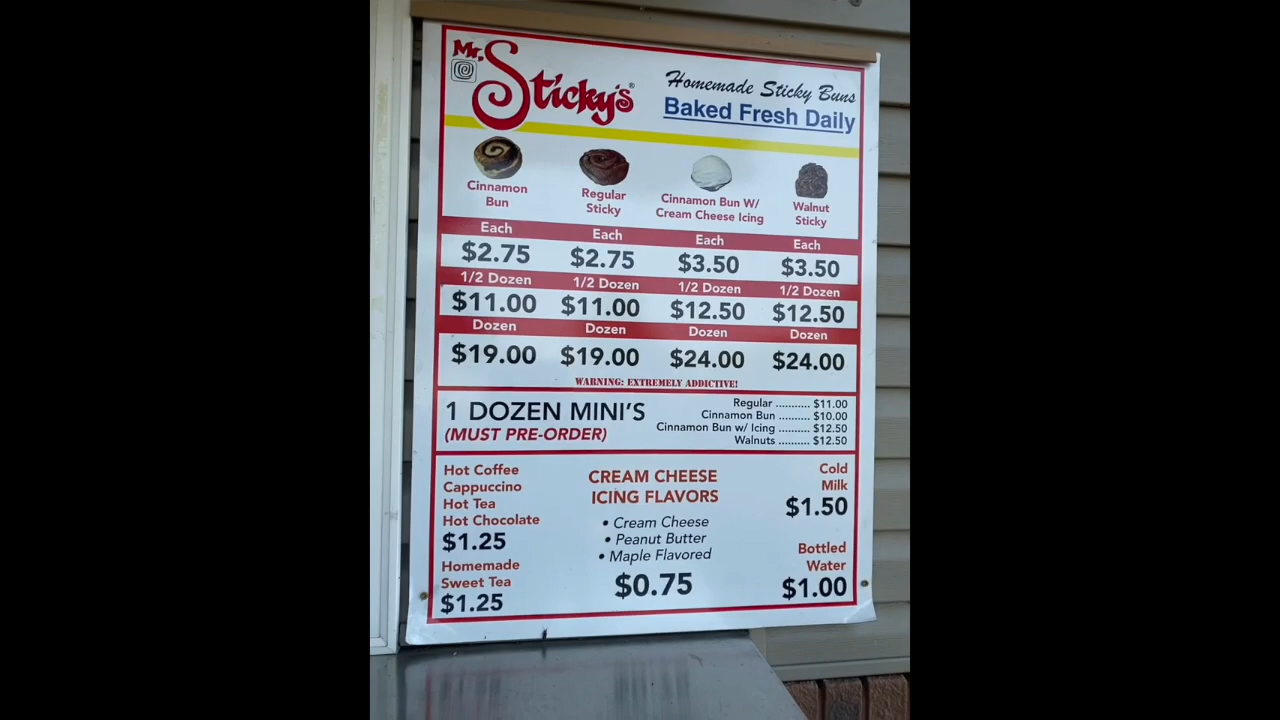 Mr. Sticky's®
Homemade Sticky Buns
Baked Fresh Daily
Cinnamon Bun
Regular Sticky
Cinnamon Bun W/ Cream Cheese Icing
Walnut Sticky
Each Each Each Each
$2.75 $2.75 $3.50 $3.50
1/2 Dozen 1/2 Dozen 1/2 Dozen 1/2 Dozen
$11.00 $11.00 $12.50 $12.50
Dozen Dozen Dozen Dozen
$19.00 $19.00 $24.00 $24.00
WARNING: EXTREMELY ADDICTIVE!
1 DOZEN MINI'S
(MUST PRE-ORDER)
Regular .......... $11.00
Cinnamon Bun ......... $10.00
Cinnamon Bun w/ Icing ......... $12.50
Walnuts ......... $12.50
Hot Coffee
Cappuccino
Hot Tea
Hot Chocolate
$1.25
Homemade
Sweet Tea
$1.25
CREAM CHEESE
ICING FLAVORS
• Cream Cheese
• Peanut Butter
• Maple Flavored
$0.75
Cold
Milk
$1.50
Bottled
Water
$1.00